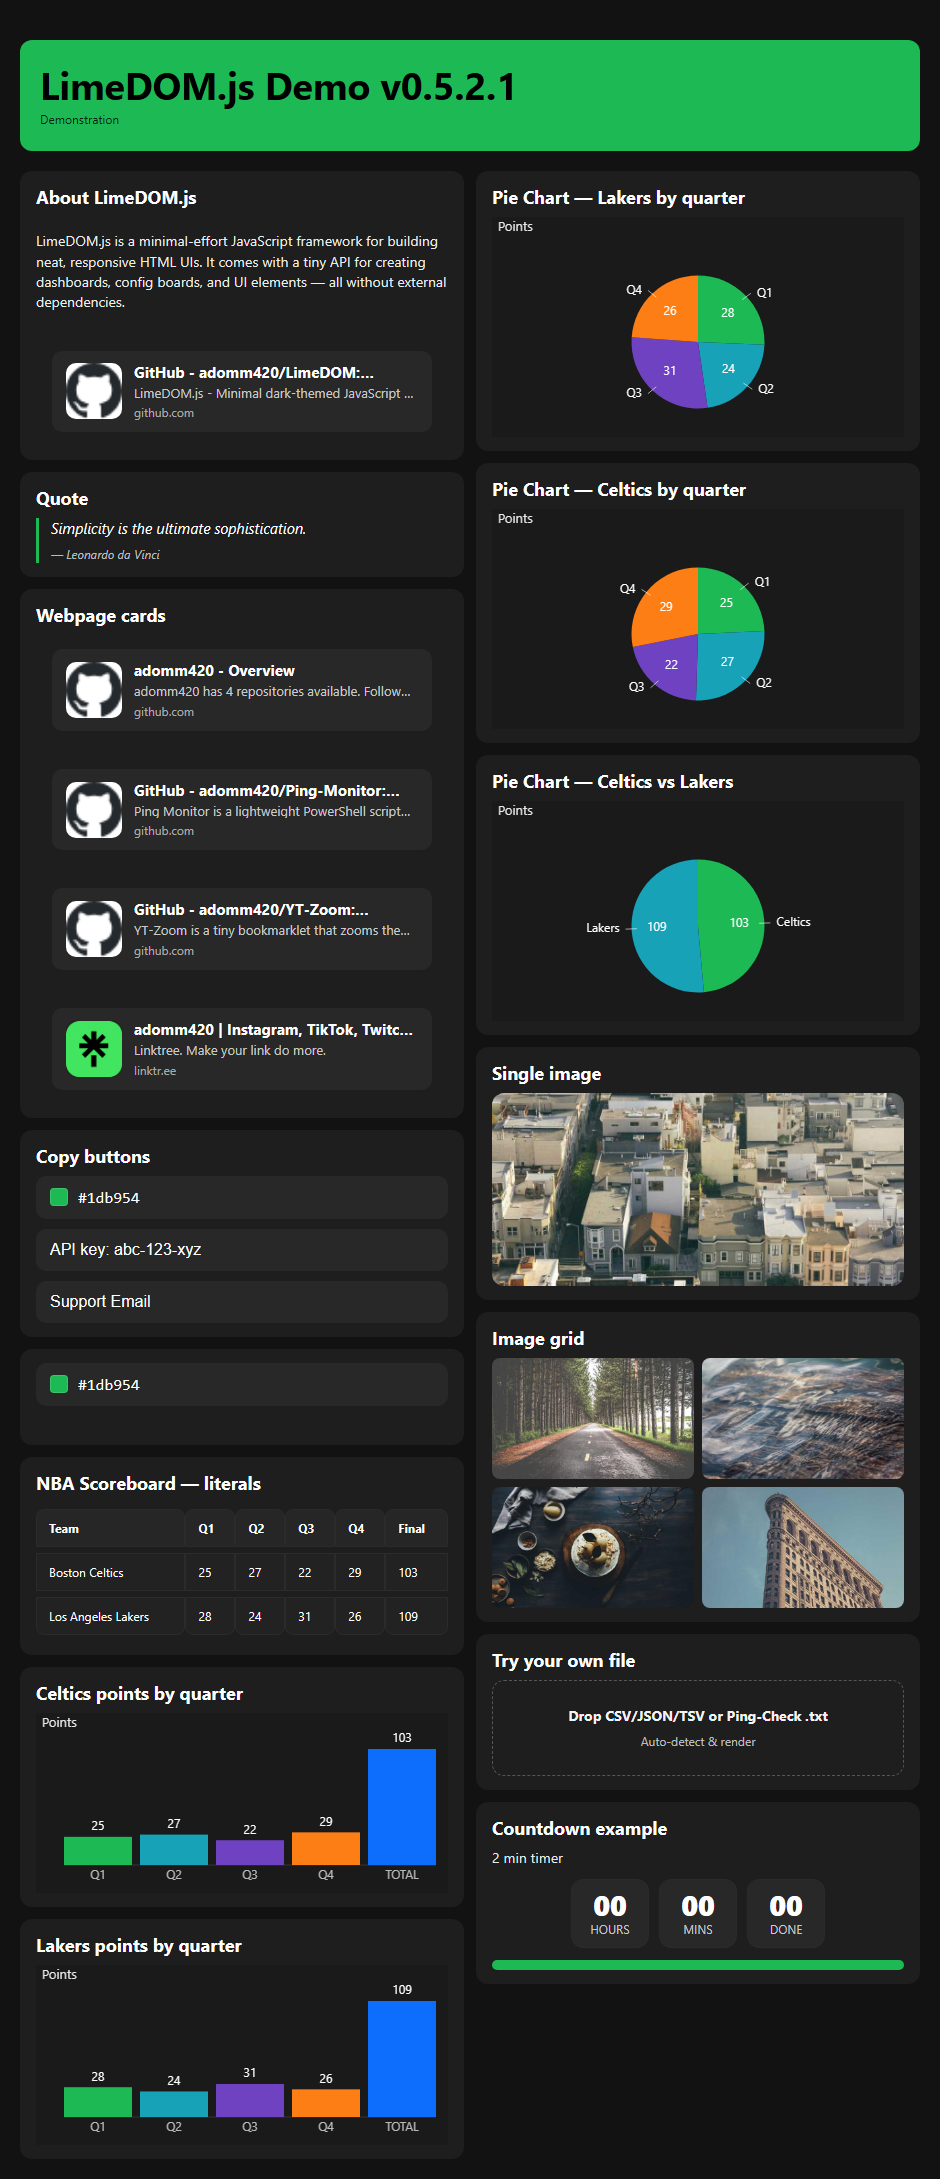 LimeDOM.js Demo v0.5.2.1
Demonstration
About LimeDOM.js
LimeDOM.js is a minimal-effort JavaScript framework for building
neat, responsive HTML UIs. It comes with a tiny API for creating
dashboards, config boards, and UI elements — all without external
dependencies.
GitHub - adomm420/LimeDOM:...
LimeDOM.js - Minimal dark-themed JavaScript ...
github.com
Quote
Simplicity is the ultimate sophistication.
— Leonardo da Vinci
Webpage cards
adomm420 - Overview
adomm420 has 4 repositories available. Follow...
github.com
GitHub - adomm420/Ping-Monitor:...
Ping Monitor is a lightweight PowerShell script...
github.com
GitHub - adomm420/YT-Zoom:...
YT-Zoom is a tiny bookmarklet that zooms the...
github.com
adomm420 | Instagram, TikTok, Twitc...
Linktree. Make your link do more.
linktr.ee
Copy buttons
#1db954
API key: abc-123-xyz
Support Email
#1db954
NBA Scoreboard — literals
Team Q1 Q2 Q3 Q4 Final
Boston Celtics 25 27 22 29 103
Los Angeles Lakers 28 24 31 26 109
Celtics points by quarter
Points
103
25 27 22 29
Q1 Q2 Q3 Q4 TOTAL
Lakers points by quarter
Points
109
28 24 31 26
Q1 Q2 Q3 Q4 TOTAL
Pie Chart — Lakers by quarter
Points
Q4 Q1
26 28
31 24
Q3 Q2
Pie Chart — Celtics by quarter
Points
Q4 Q1
29 25
22 27
Q3 Q2
Pie Chart — Celtics vs Lakers
Points
Lakers 109 103 Celtics
Single image
Image grid
Try your own file
Drop CSV/JSON/TSV or Ping-Check .txt
Auto-detect & render
Countdown example
2 min timer
00 00 00
HOURS MINS DONE